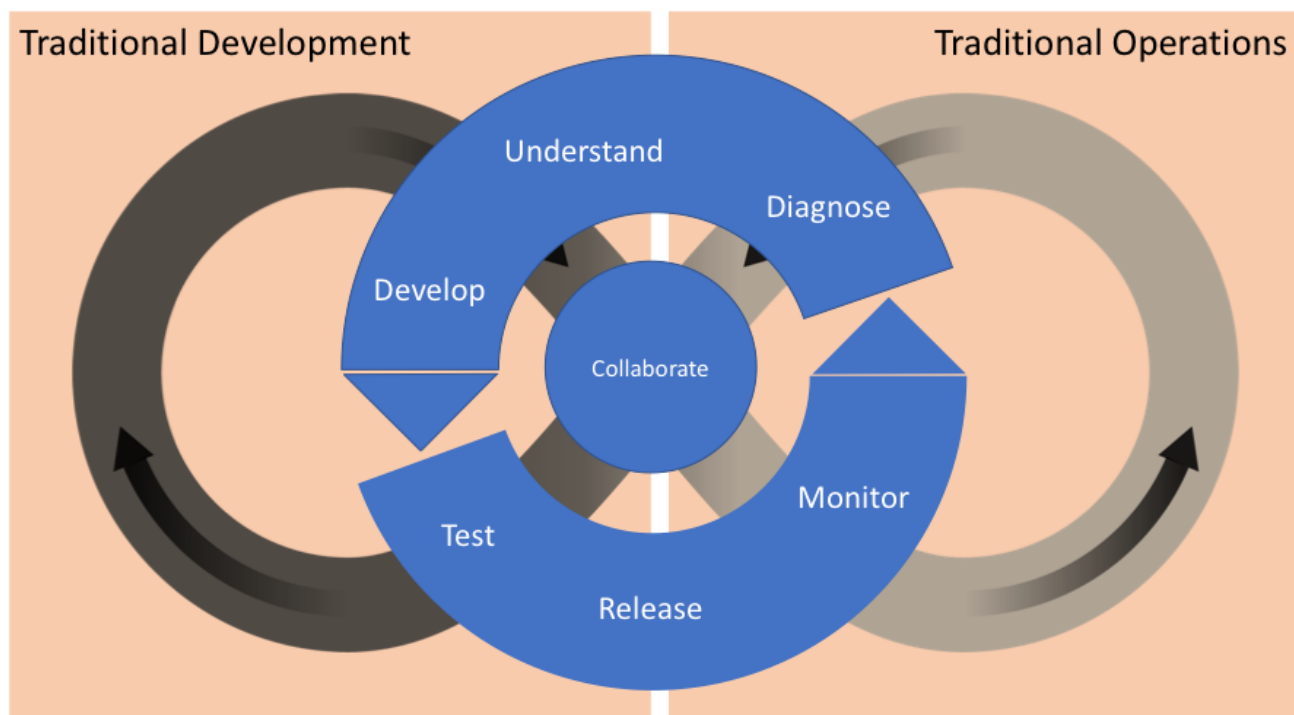 Traditional Development
Traditional Operations
Understand
Diagnose
Develop
Collaborate
Monitor
Test
Release